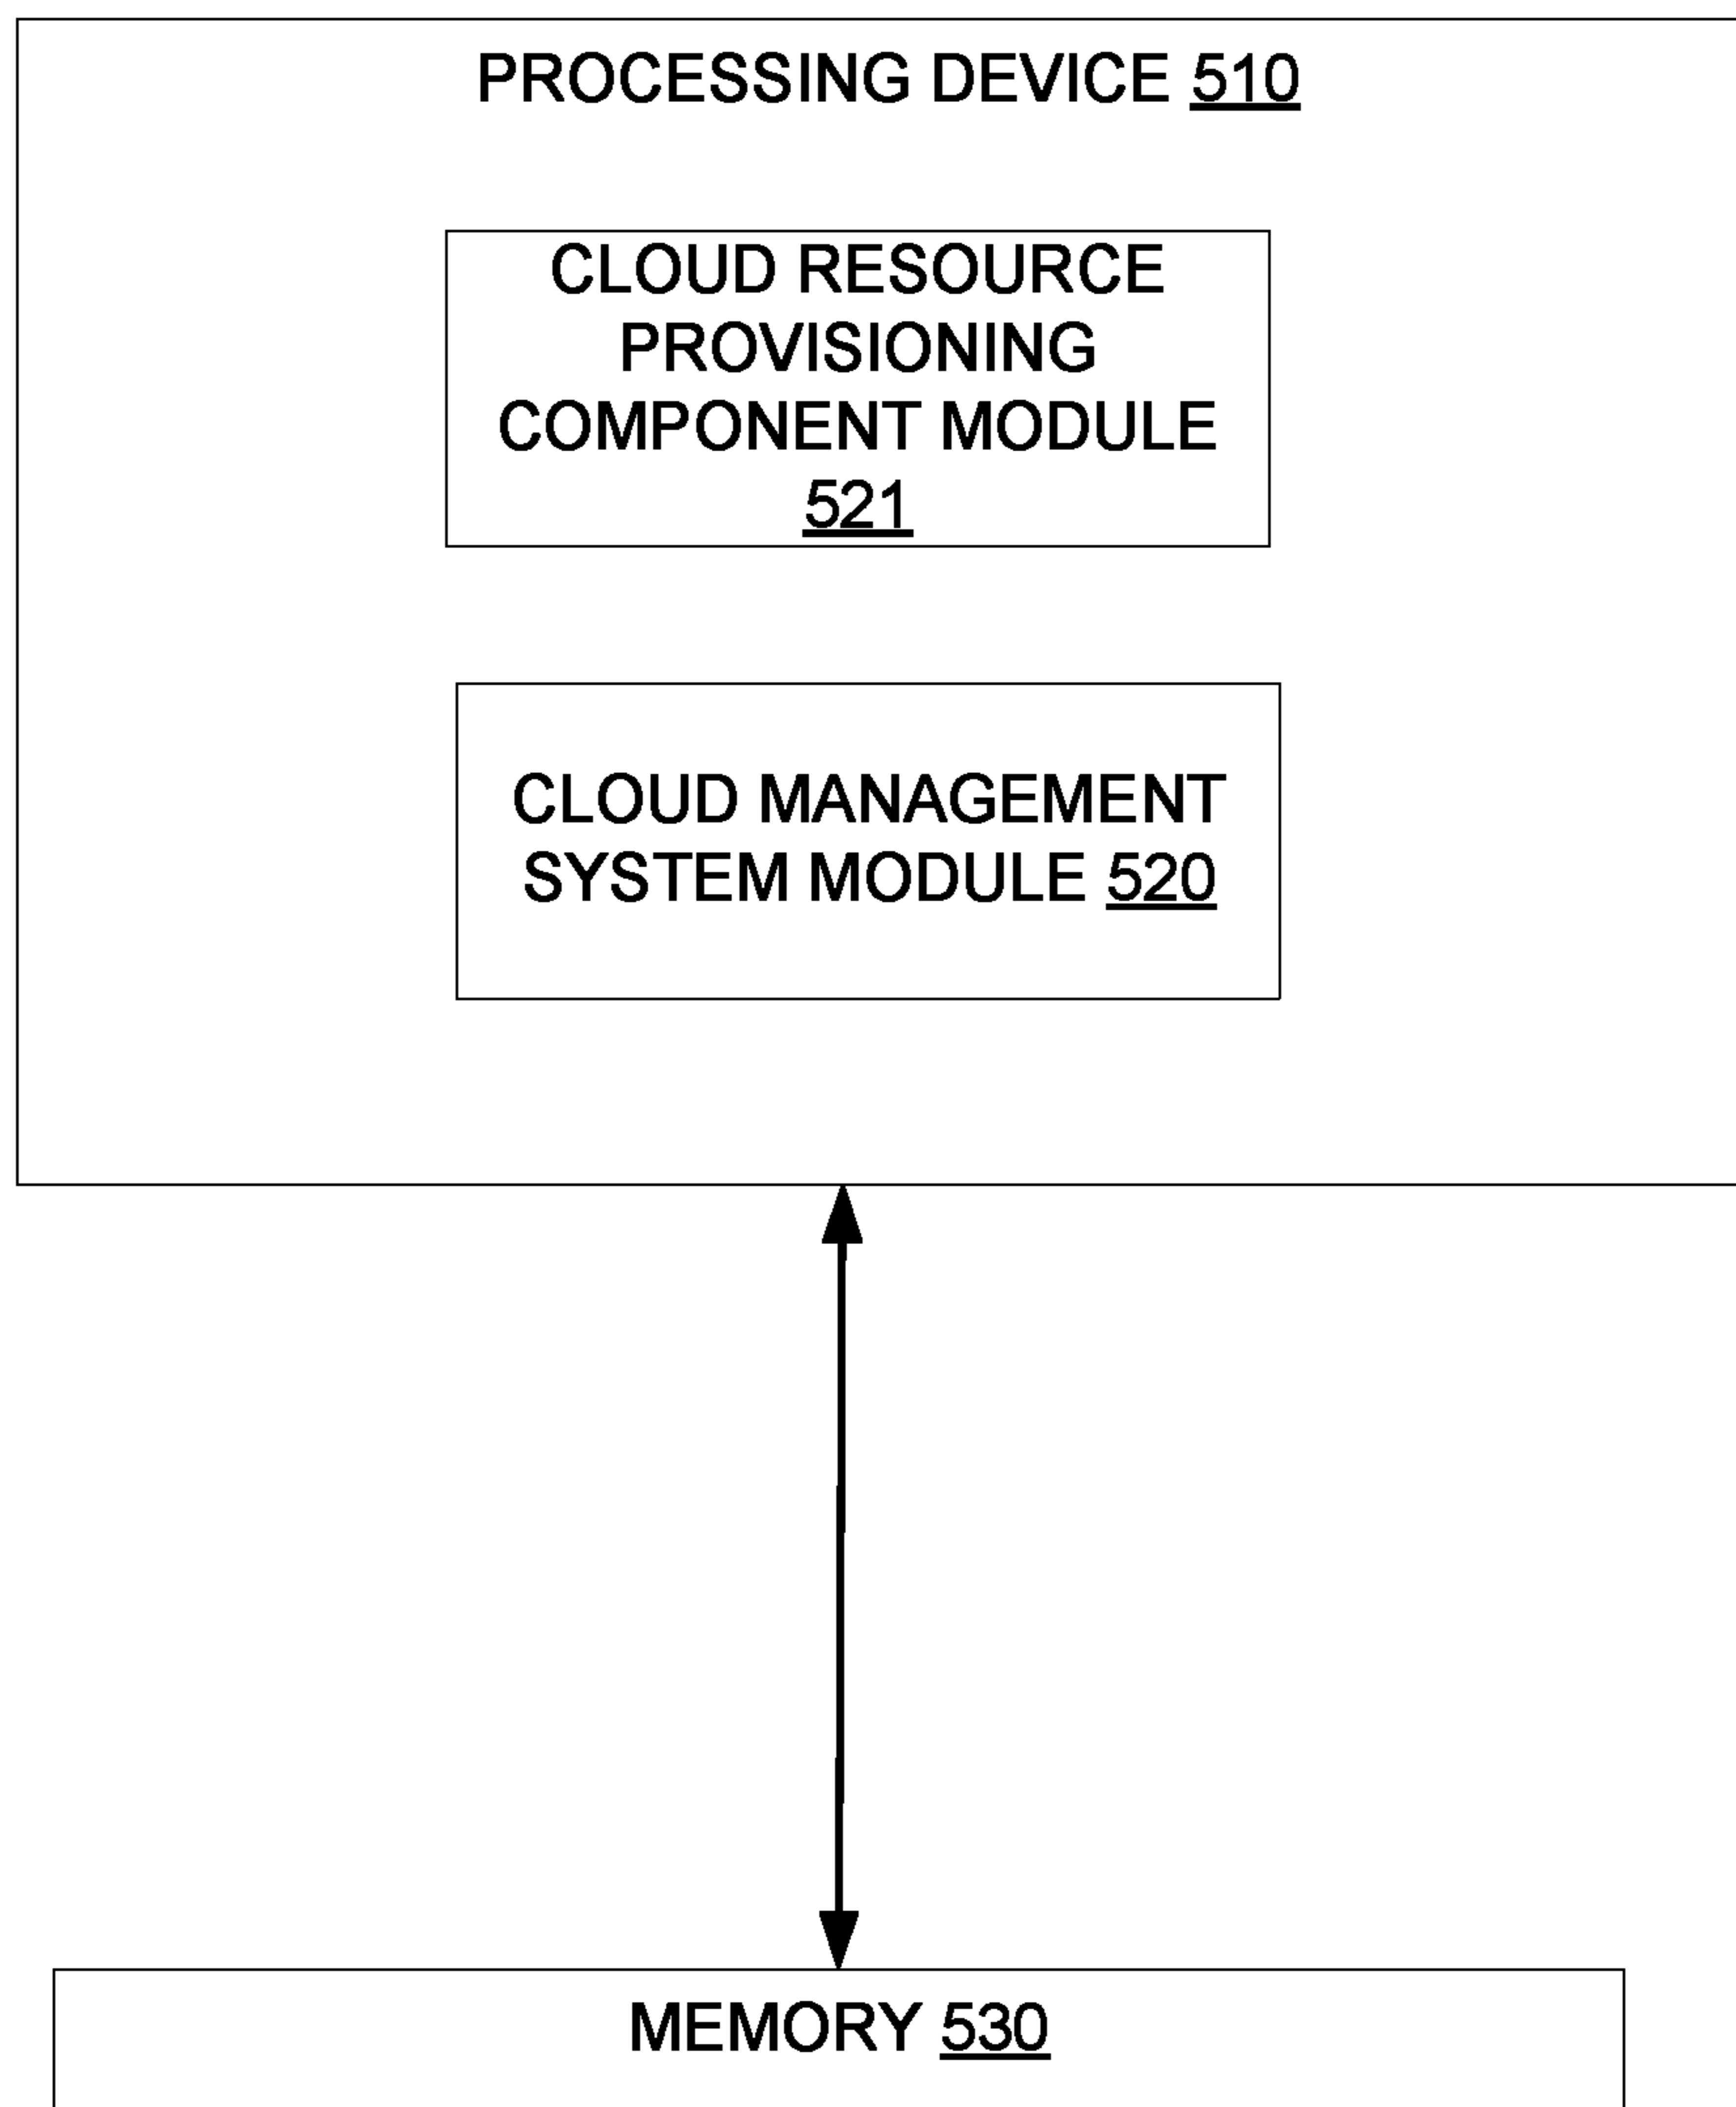 PROCESSING DEVICE 510
CLOUD RESOURCE
PROVISIONING
COMPONENT MODULE
521
CLOUD MANAGEMENT
SYSTEM MODULE 520
MEMORY 530